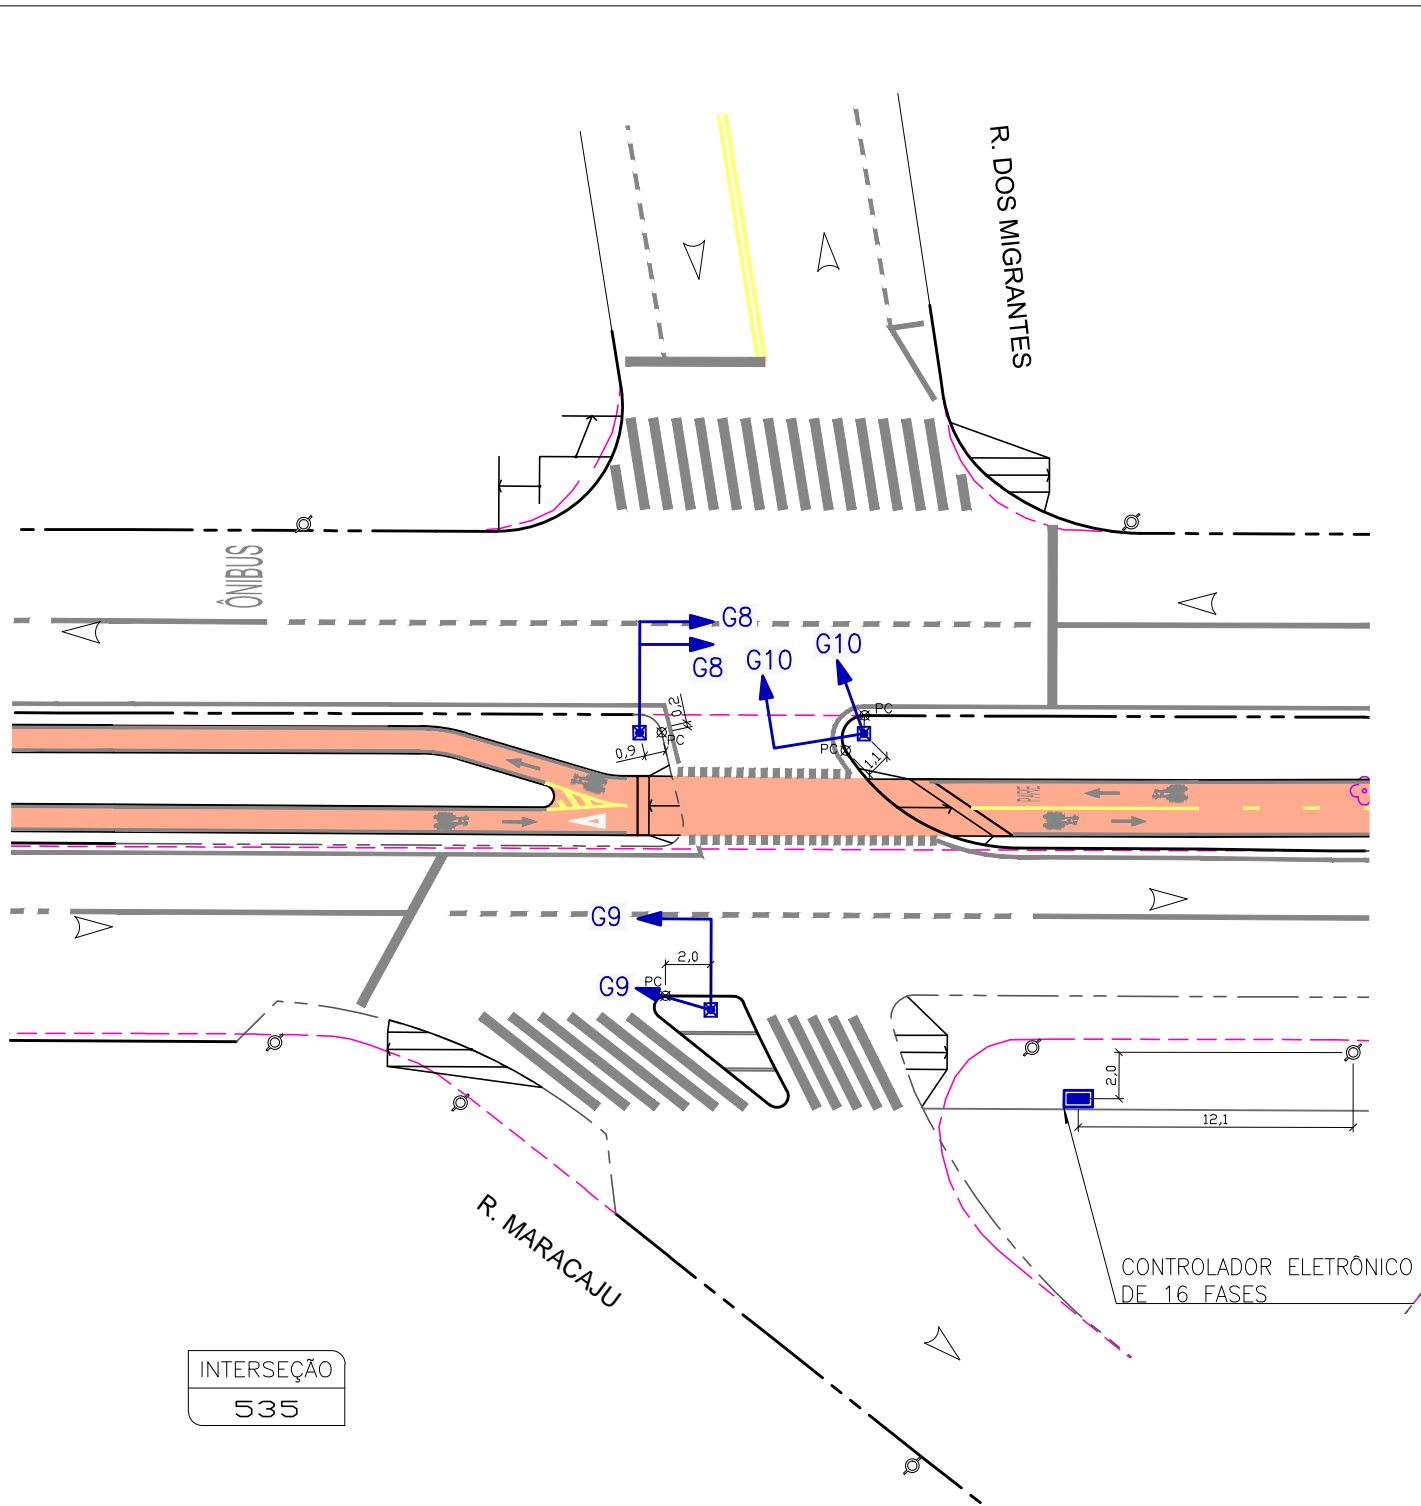 R. DOS MIGRANTES
ÔNIBUS
G8
G8
G10
G10
2,0
PC
PC
PC
0,9
1,1
PARE
G9
2,0
G9
PC
2,0
12,1
R. MARACAJU
CONTROLADOR ELETRÔNICO
DE 16 FASES
INTERSEÇÃO
535